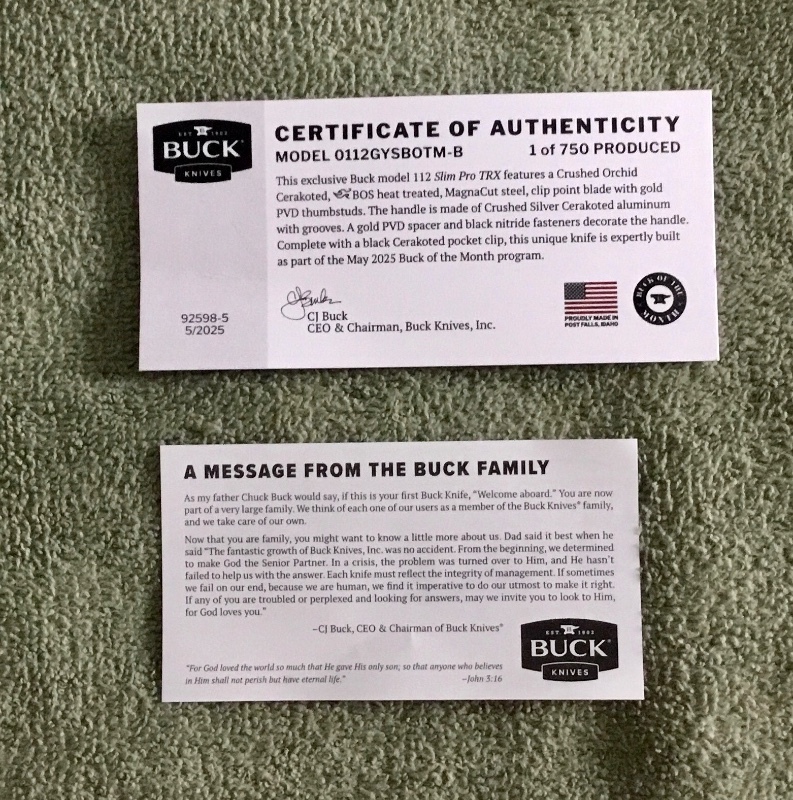 EST 1902
BUCK
KNIVES
CERTIFICATE OF AUTHENTICITY
MODEL 0112GYSBOTM-B 1 of 750 PRODUCED
This exclusive Buck model 112 Slim Pro TRX features a Crushed Orchid
Cerakoted, BOS heat treated, MagnaCut steel, clip point blade with gold
PVD thumbstuds. The handle is made of Crushed Silver Cerakoted aluminum
with grooves. A gold PVD spacer and black nitride fasteners decorate the handle.
Complete with a black Cerakoted pocket clip, this unique knife is expertly built
as part of the May 2025 Buck of the Month program.
92598-5
5/2025
CJ Buck
CJ Buck
CEO & Chairman, Buck Knives, Inc.
PROUDLY MADE IN
POST FALLS, IDAHO
BUCK OF THE
MONTH
A MESSAGE FROM THE BUCK FAMILY
As my father Chuck Buck would say, if this is your first Buck Knife, "Welcome aboard." You are now
part of a very large family. We think of each one of our users as a member of the Buck Knives® family,
and we take care of our own.
Now that you are family, you might want to know a little more about us. Dad said it best when he
said "The fantastic growth of Buck Knives, Inc. was no accident. From the beginning, we determined
to make God the Senior Partner. In a crisis, the problem was turned over to Him, and He hasn't
failed to help us with the answer. Each knife must reflect the integrity of management. If sometimes
we fail on our end, because we are human, we find it imperative to do our utmost to make it right.
If any of you are troubled or perplexed and looking for answers, may we invite you to look to Him,
for God loves you."
–CJ Buck, CEO & Chairman of Buck Knives®
"For God loved the world so much that He gave His only son; so that anyone who believes
in Him shall not perish but have eternal life." –John 3:16
EST 1902
BUCK®
KNIVES